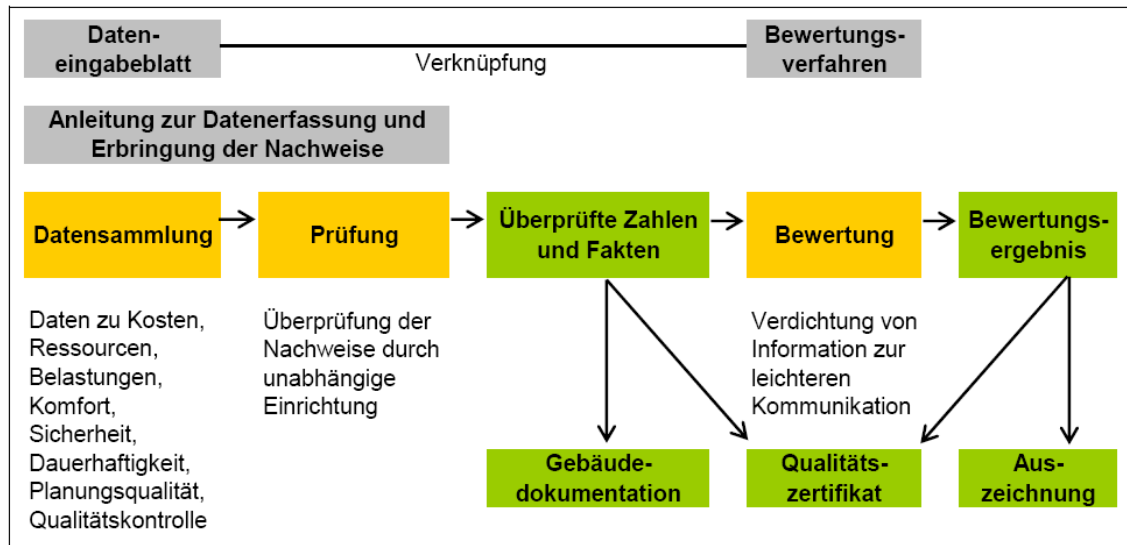 Daten-
eingabeblatt
Verknüpfung
Bewertungs-
verfahren
Anleitung zur Datenerfassung und
Erbringung der Nachweise
Datensammlung
Prüfung
Überprüfte Zahlen
und Fakten
Bewertung
Bewertungs-
ergebnis
Daten zu Kosten,
Ressourcen,
Belastungen,
Komfort,
Sicherheit,
Dauerhaftigkeit,
Planungsqualität,
Qualitätskontrolle
Überprüfung der
Nachweise durch
unabhängige
Einrichtung
Verdichtung von
Information zur
leichteren
Kommunikation
Gebäude-
dokumentation
Qualitäts-
zertifikat
Aus-
zeichnung